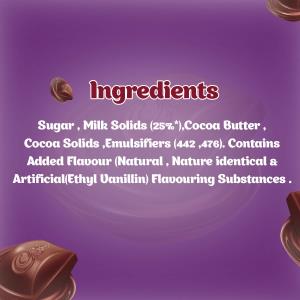 Ingredients
Sugar , Milk Solids (25%*),Cocoa Butter ,
Cocoa Solids ,Emulsifiers (442 ,476). Contains
Added Flavour (Natural , Nature identical &
Artificial(Ethyl Vanillin) Flavouring Substances .